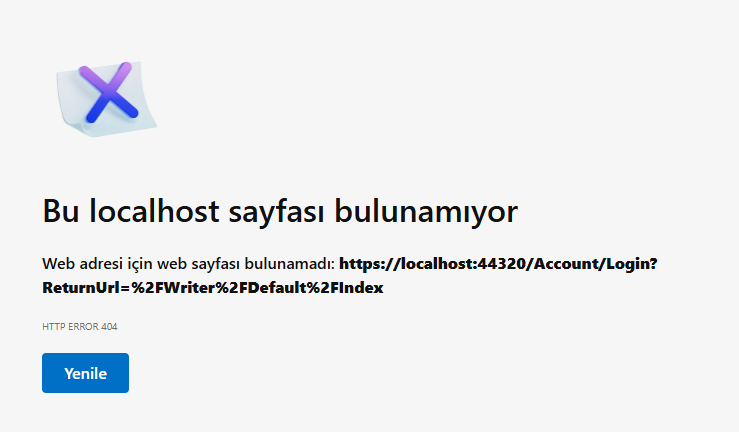 Bu localhost sayfası bulunamıyor
Web adresi için web sayfası bulunamadı: https://localhost:44320/Account/Login?
ReturnUrl=%2FWriter%2FDefault%2FIndex
HTTP ERROR 404
Yenile